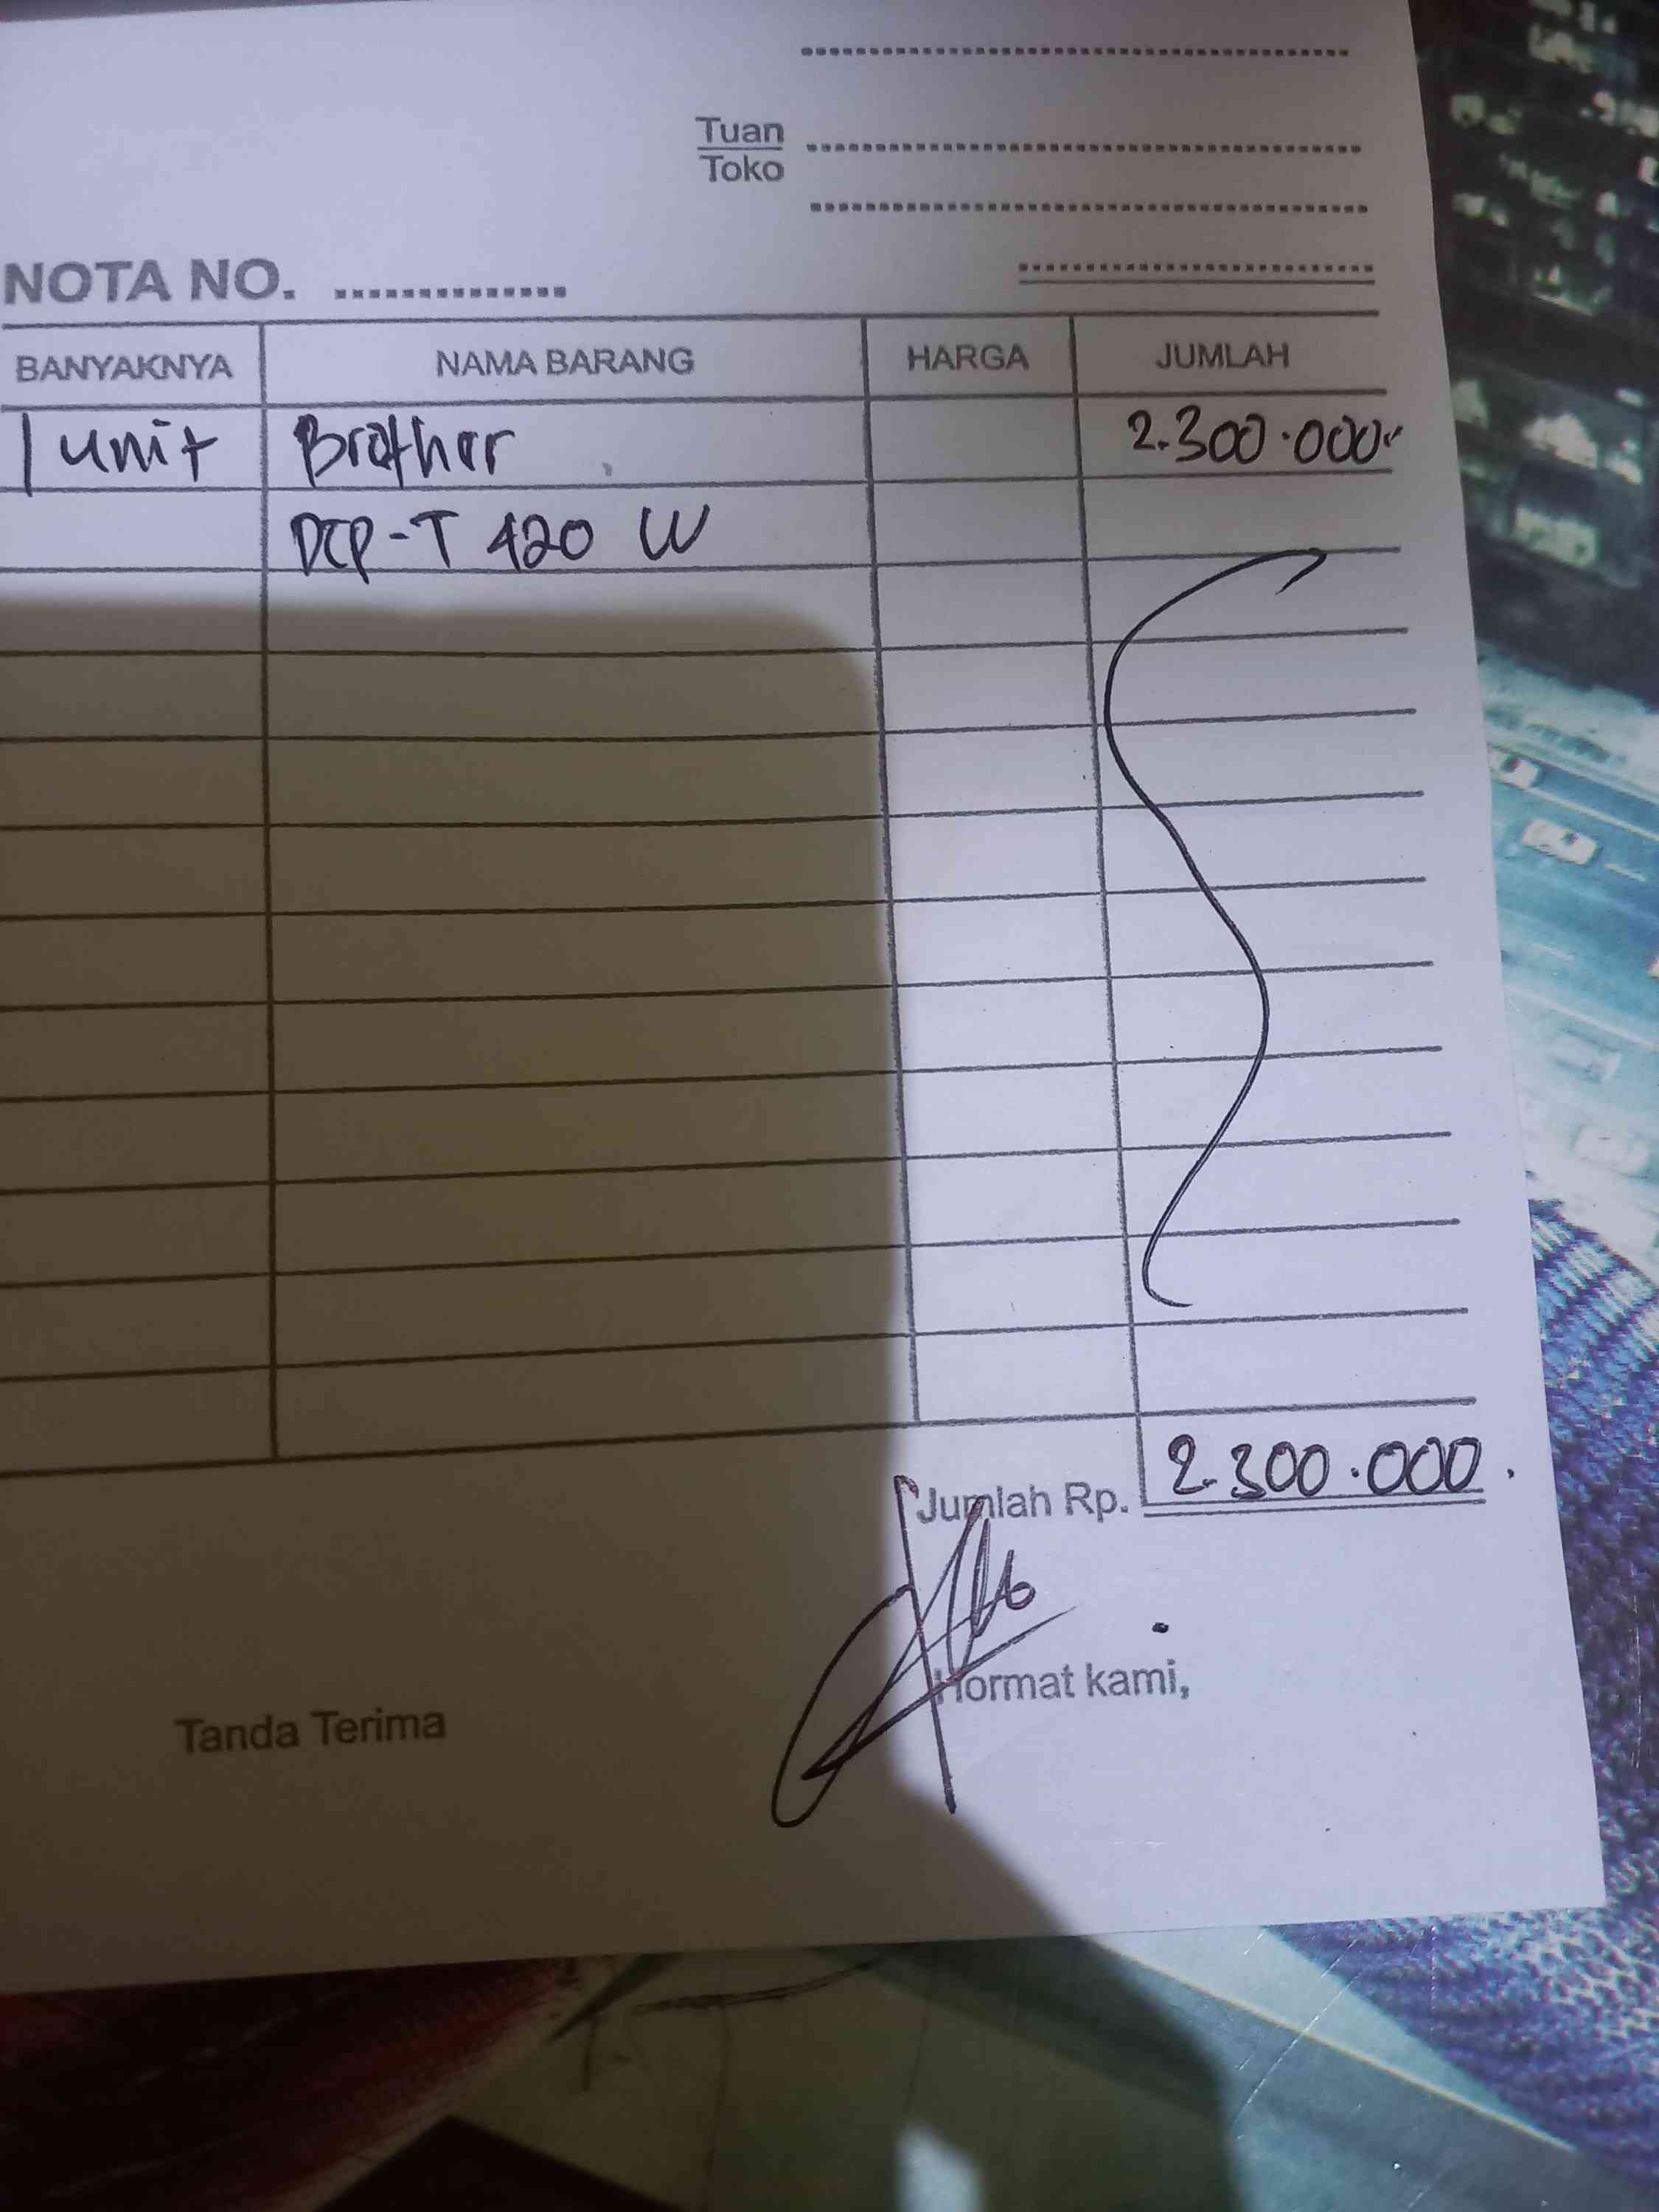 Tuan
Toko
NOTA NO.
BANYAKNYA NAMA BARANG HARGA JUMLAH
1 unit Brother 2.300.000
DCP-T 420 W
Jumlah Rp. 2.300.000
Tanda Terima Hormat kami,